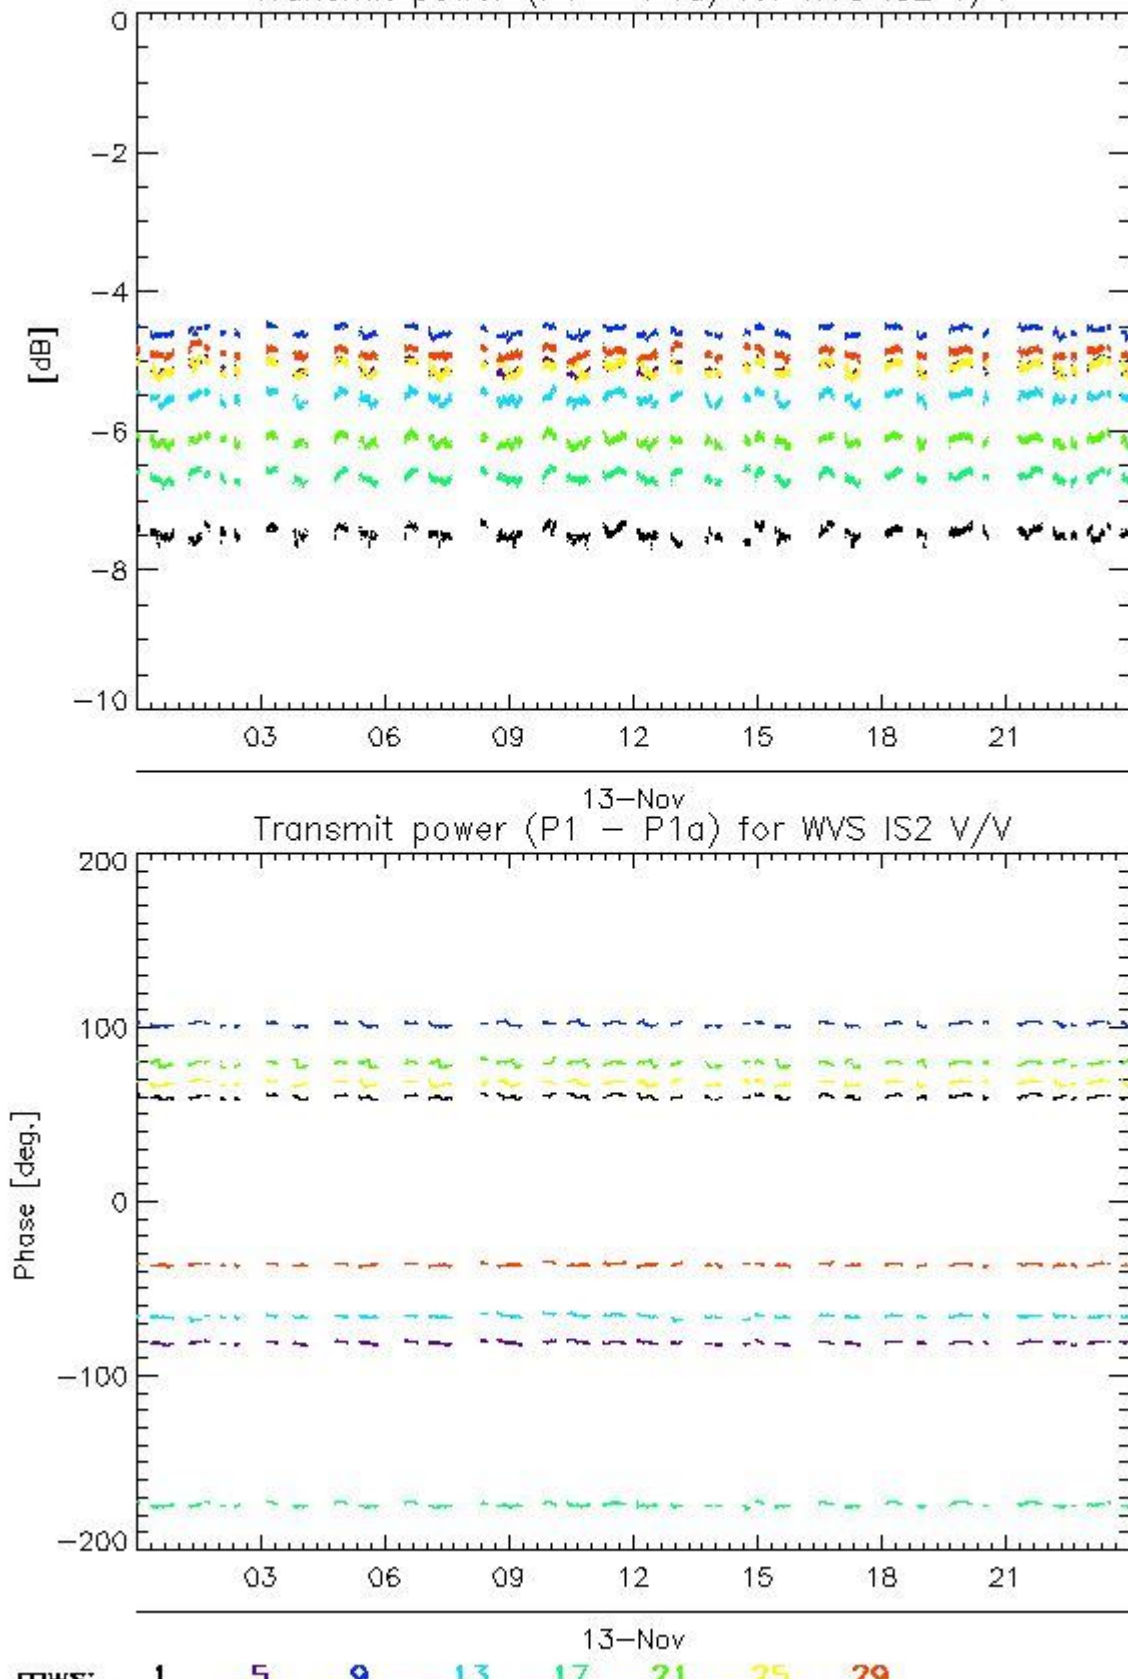 0
−2
−4
[dB]
−6
−8
−10
03 06 09 12 15 18 21
13−Nov
Transmit power (P1 − P1a) for WVS IS2 V/V
200
100
Phase [deg.]
0
−100
−200
03 06 09 12 15 18 21
13−Nov
1 5 9 13 17 21 25 29